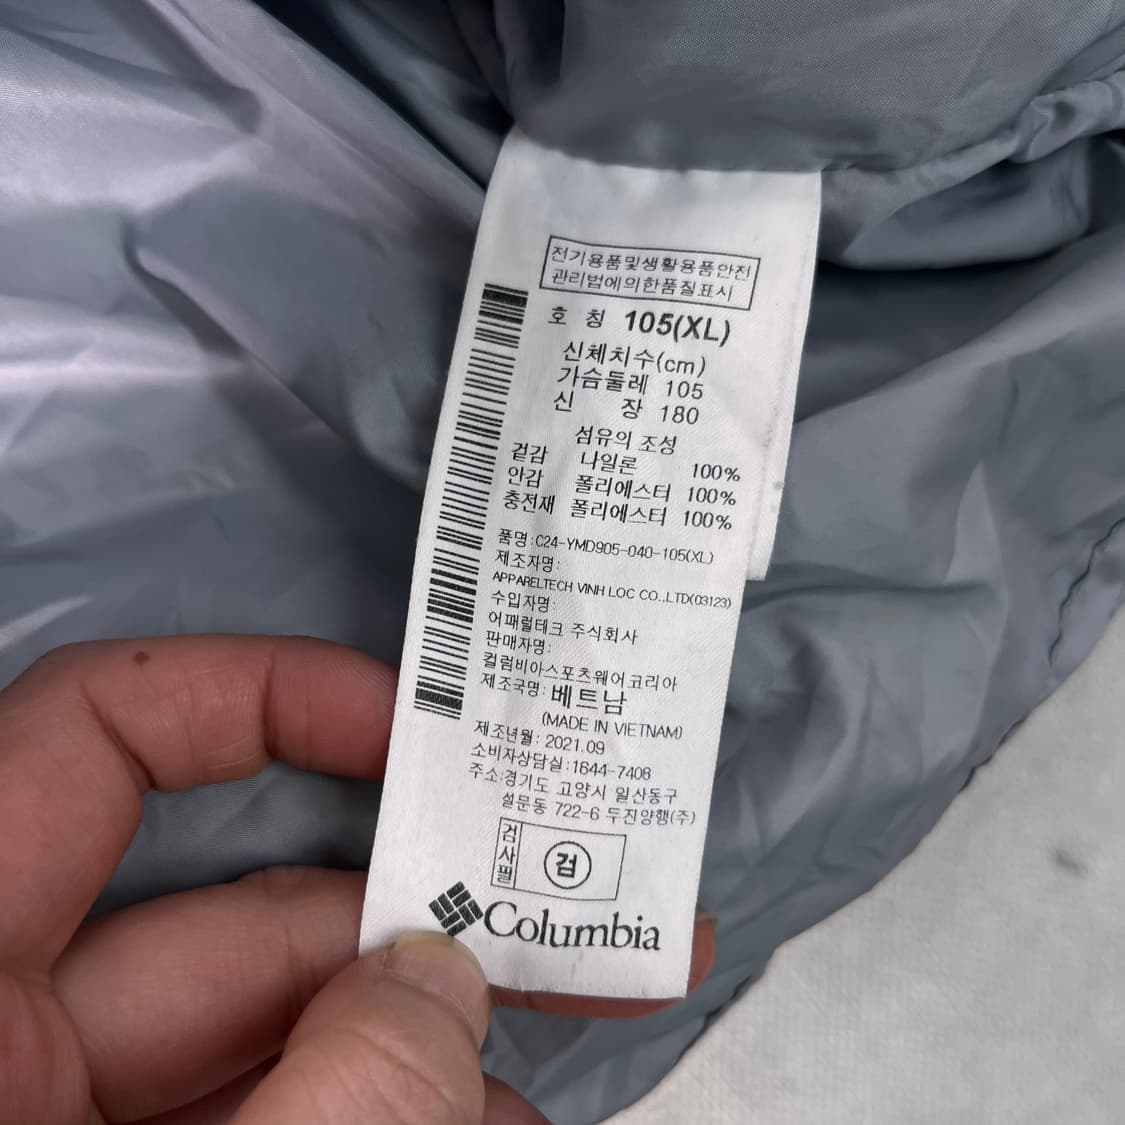 전기용품및생활용품안전
관리법에의한품질표시
호 칭 105(XL)
신체치수(cm)
가슴둘레 105
신 장 180
섬유의 조성
겉감 나일론 100%
안감 폴리에스터 100%
충전재 폴리에스터 100%
품명:C24-YMD905-040-105(XL)
제조자명:
APPARELTECH VINH LOC CO.,LTD(03123)
수입자명:
어패럴테크 주식회사
판매자명:
컬럼비아스포츠웨어코리아
제조국명: 베트남
(MADE IN VIETNAM)
제조년월: 2021.09
소비자상담실:1644-7408
주소:경기도 고양시 일산동구
설문동 722-6 두진양행(주)
검사필 검
Columbia